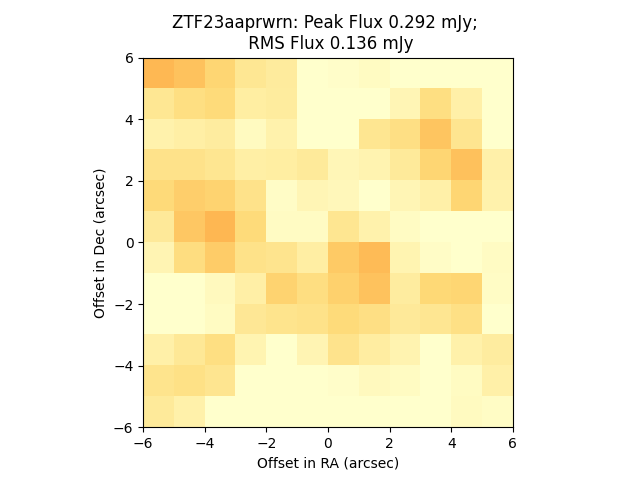 ZTF23aaprwrn: Peak Flux 0.292 mJy;
RMS Flux 0.136 mJy
6
4
2
0
−2
−4
−6
Offset in Dec (arcsec)
−6 −4 −2 0 2 4 6
Offset in RA (arcsec)